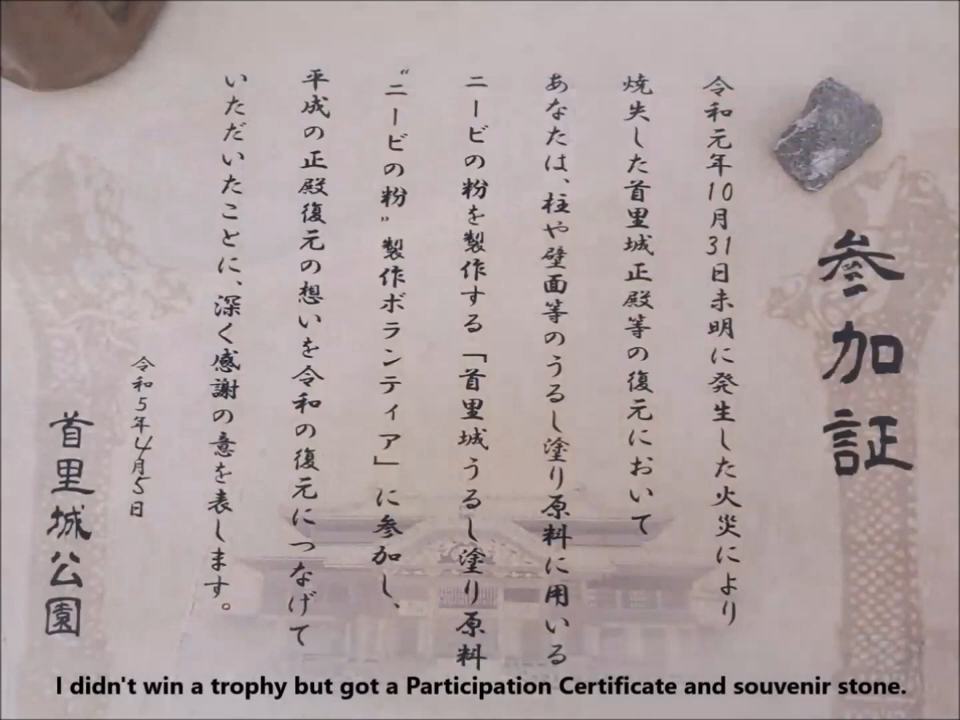 参加証
令和元年10月31日未明に発生した火災により
焼失した首里城正殿等の復元において
あなたは、柱や壁面等のうるし塗り原料に用いる
ニービの粉を製作する「首里城うるし塗り原料
“ニービの粉”製作ボランティア」に参加し、
平成の正殿復元の想いを令和の復元につなげて
いただいたことに、深く感謝の意を表します。
令和5年4月5日
首里城公園
I didn't win a trophy but got a Participation Certificate and souvenir stone.